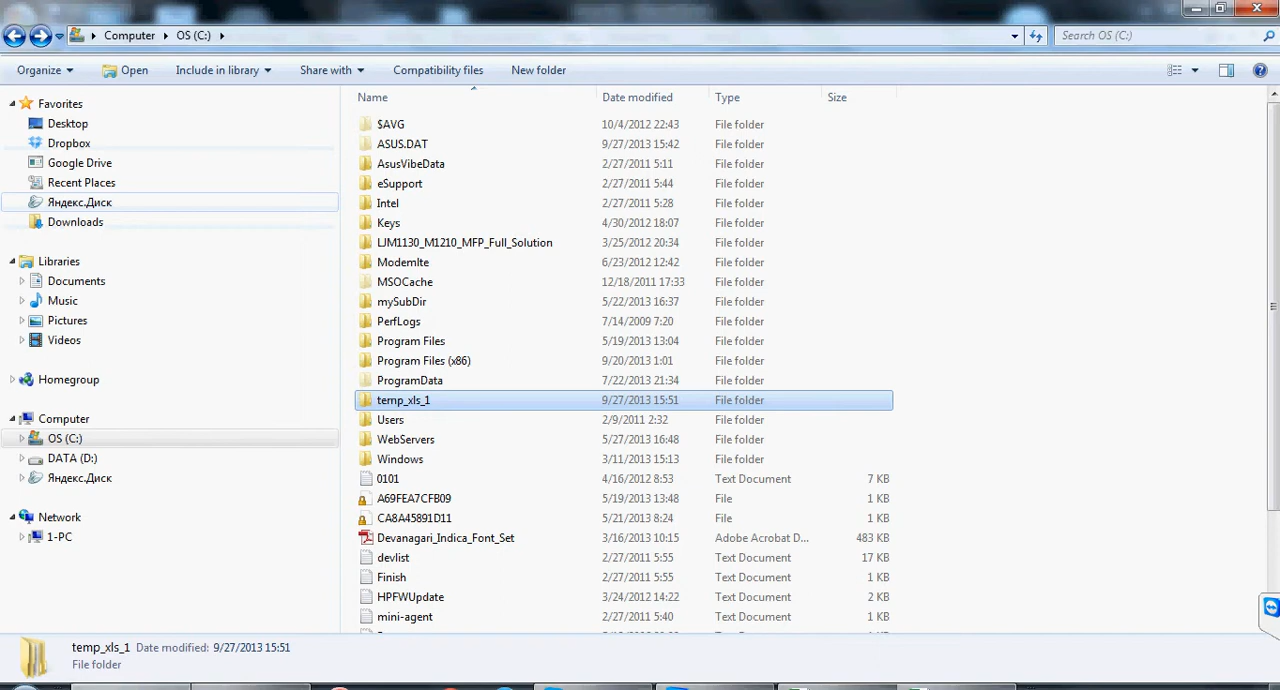 Computer OS (C:) Search OS (C:)
Organize Open Include in library Share with Compatibility files New folder
Favorites
Desktop
Dropbox
Google Drive
Recent Places
Яндекс.Диск
Downloads
Libraries
Documents
Music
Pictures
Videos
Homegroup
Computer
OS (C:)
DATA (D:)
Яндекс.Диск
Network
1-PC
Name Date modified Type Size
$AVG 10/4/2012 22:43 File folder
ASUS.DAT 9/27/2013 15:42 File folder
AsusVibeData 2/27/2011 5:11 File folder
eSupport 2/27/2011 5:44 File folder
Intel 2/27/2011 5:28 File folder
Keys 4/30/2012 18:07 File folder
LJM1130_M1210_MFP_Full_Solution 3/25/2012 20:34 File folder
ModemIte 6/23/2012 12:42 File folder
MSOCache 12/18/2011 17:33 File folder
mySubDir 5/22/2013 16:37 File folder
PerfLogs 7/14/2009 7:20 File folder
Program Files 5/19/2013 13:04 File folder
Program Files (x86) 9/20/2013 1:01 File folder
ProgramData 7/22/2013 21:34 File folder
temp_xls_1 9/27/2013 15:51 File folder
Users 2/9/2011 2:32 File folder
WebServers 5/27/2013 16:48 File folder
Windows 3/11/2013 15:13 File folder
0101 4/16/2012 8:53 Text Document 7 KB
A69FEA7CFB09 5/19/2013 13:48 File 1 KB
CA8A45891D11 5/21/2013 8:24 File 1 KB
Devanagari_Indica_Font_Set 3/16/2013 10:15 Adobe Acrobat D... 483 KB
devlist 2/27/2011 5:55 Text Document 17 KB
Finish 2/27/2011 5:55 Text Document 1 KB
HPFWUpdate 3/24/2012 14:22 Text Document 2 KB
mini-agent 2/27/2011 5:40 Text Document 1 KB
temp_xls_1 Date modified: 9/27/2013 15:51
File folder